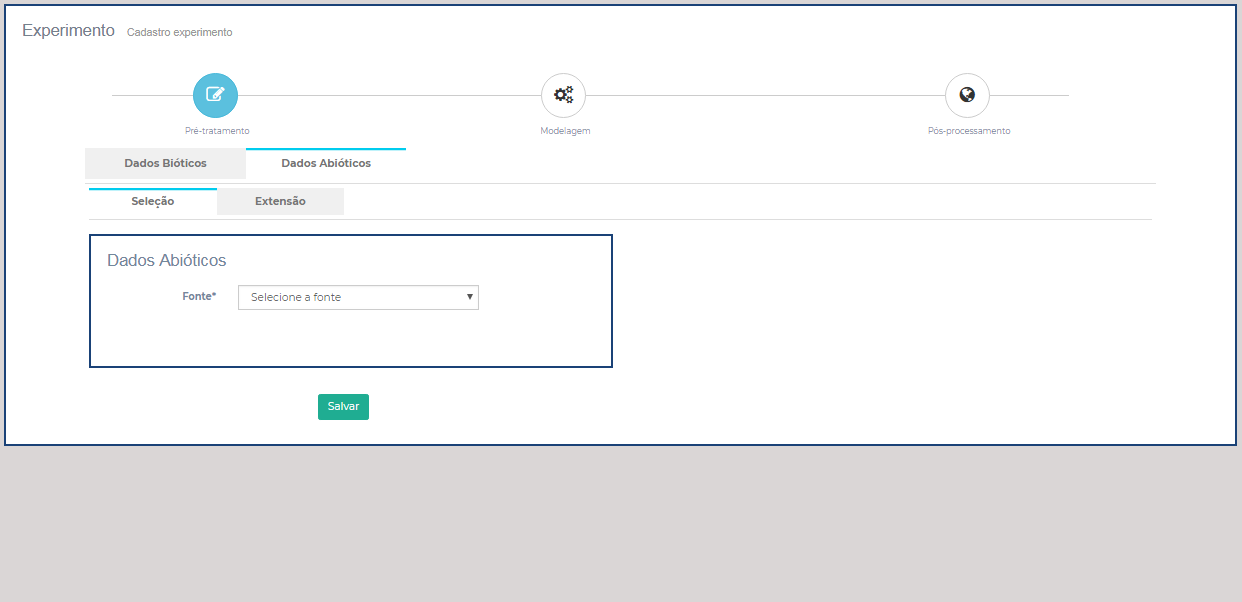 Experimento Cadastro experimento
Pré-tratamento Modelagem Pós-processamento
Dados Bióticos Dados Abióticos
Seleção Extensão
Dados Abióticos
Fonte* Selecione a fonte
Salvar